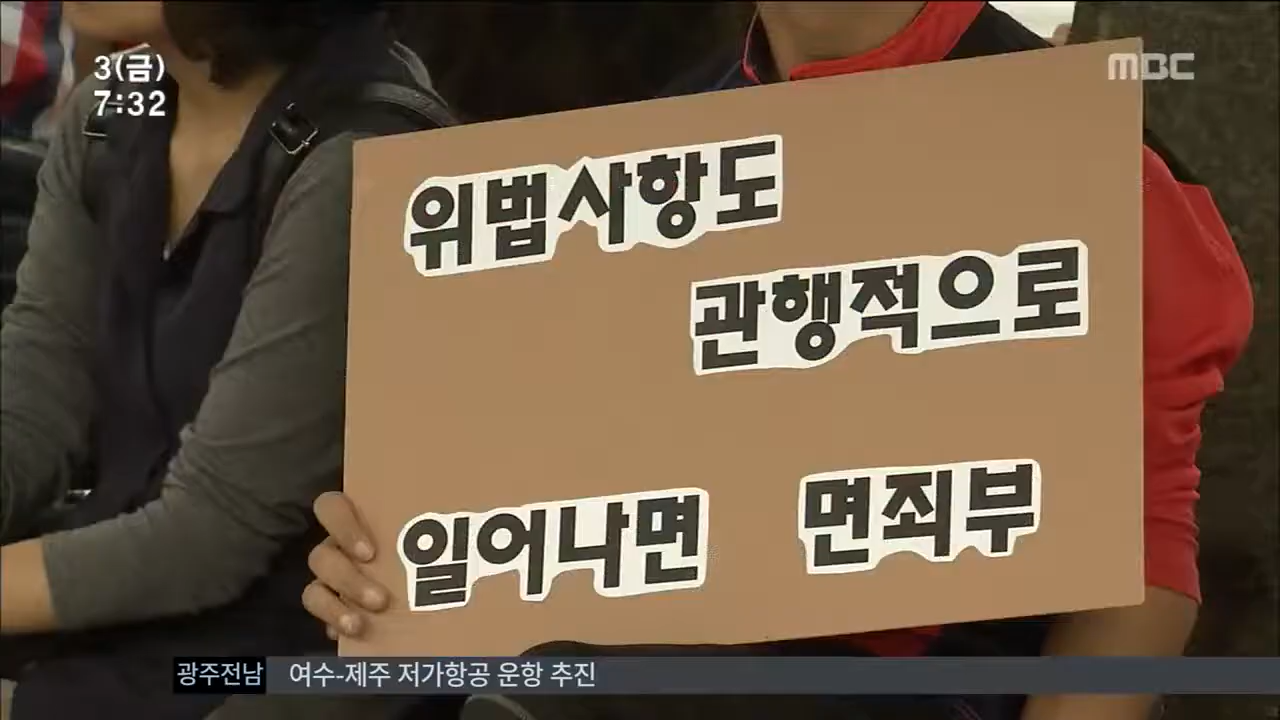 3(금)
7:32
MBC
위법사항도
관행적으로
일어나면 면죄부
광주전남 여수-제주 저가항공 운항 추진